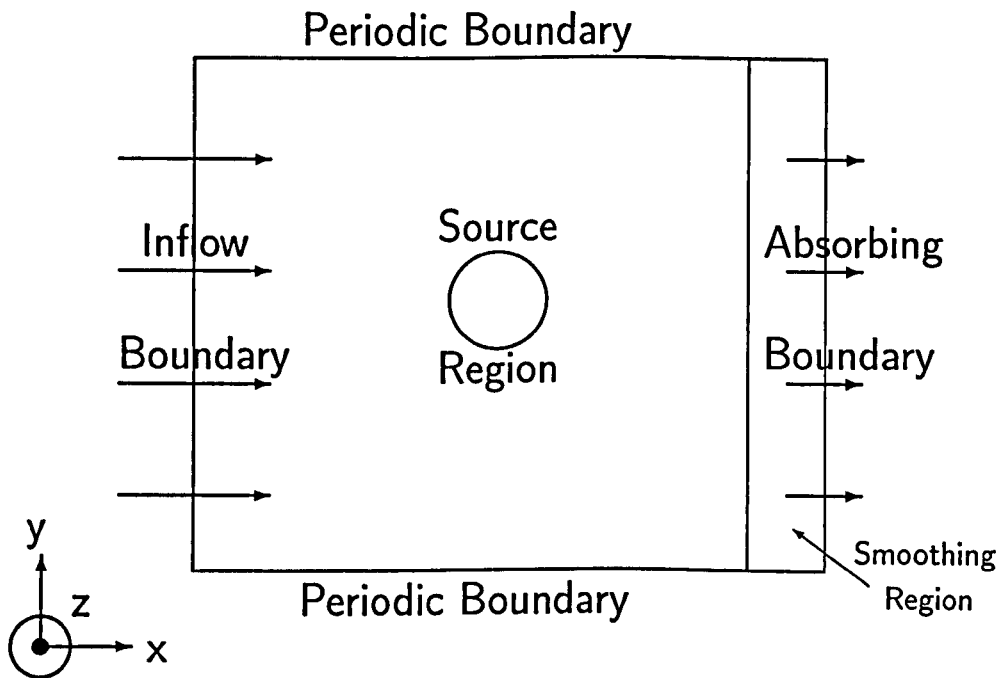 Periodic Boundary
Source
Inflow
Absorbing
Boundary
Region
Boundary
y
Smoothing
Region
Periodic Boundary
z
x